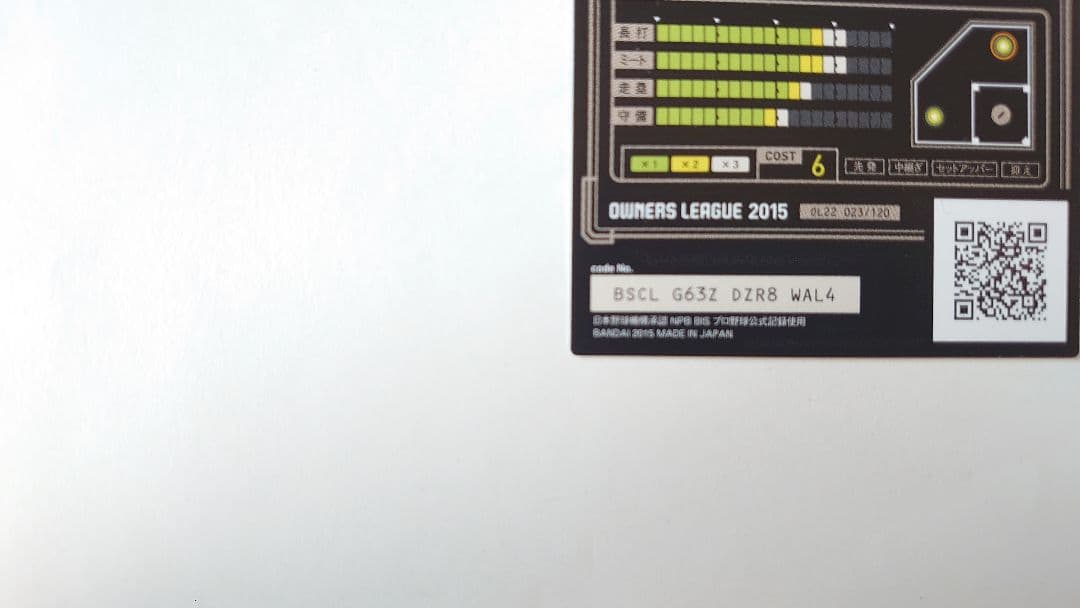 長打
ミート
走塁
守備
×1 ×2 ×3 COST 6 先発 中継ぎ セットアッパー 抑え
OWNERS LEAGUE 2015 OL22 023/120
code No.
BSCL G63Z DZR8 WAL4
日本野球機構承認 NPB BIS プロ野球公式記録使用
BANDAI 2015 MADE IN JAPAN